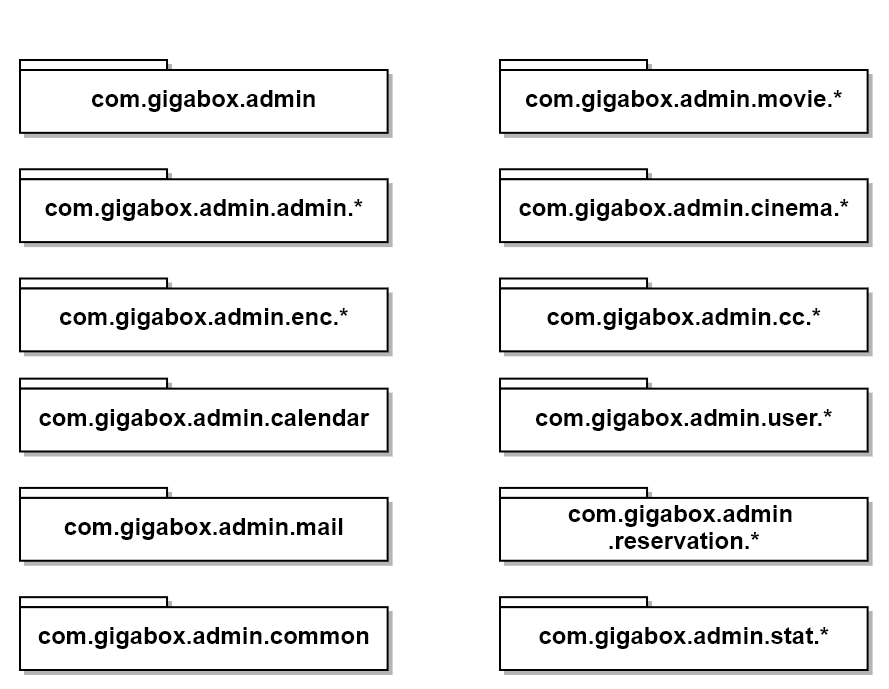 com.gigabox.admin
com.gigabox.admin.admin.*
com.gigabox.admin.enc.*
com.gigabox.admin.calendar
com.gigabox.admin.mail
com.gigabox.admin.common
com.gigabox.admin.movie.*
com.gigabox.admin.cinema.*
com.gigabox.admin.cc.*
com.gigabox.admin.user.*
com.gigabox.admin
.reservation.*
com.gigabox.admin.stat.*